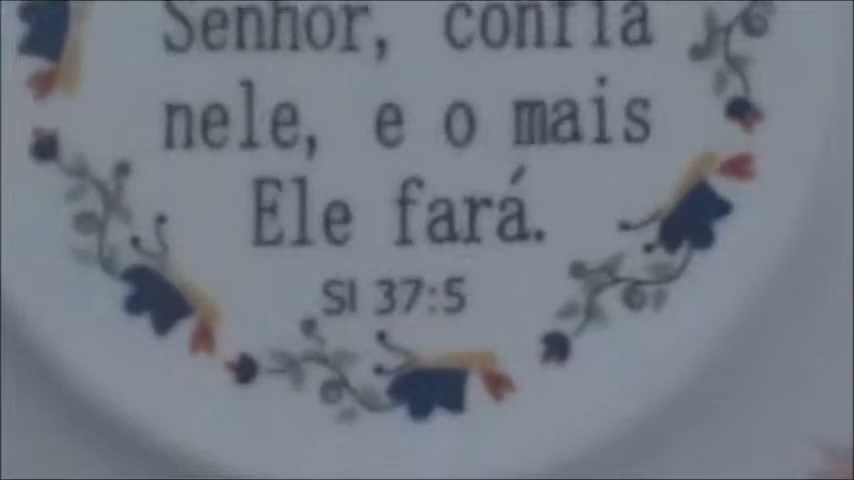 Senhor, confia
nele, e o mais
Ele fará.
Sl 37:5